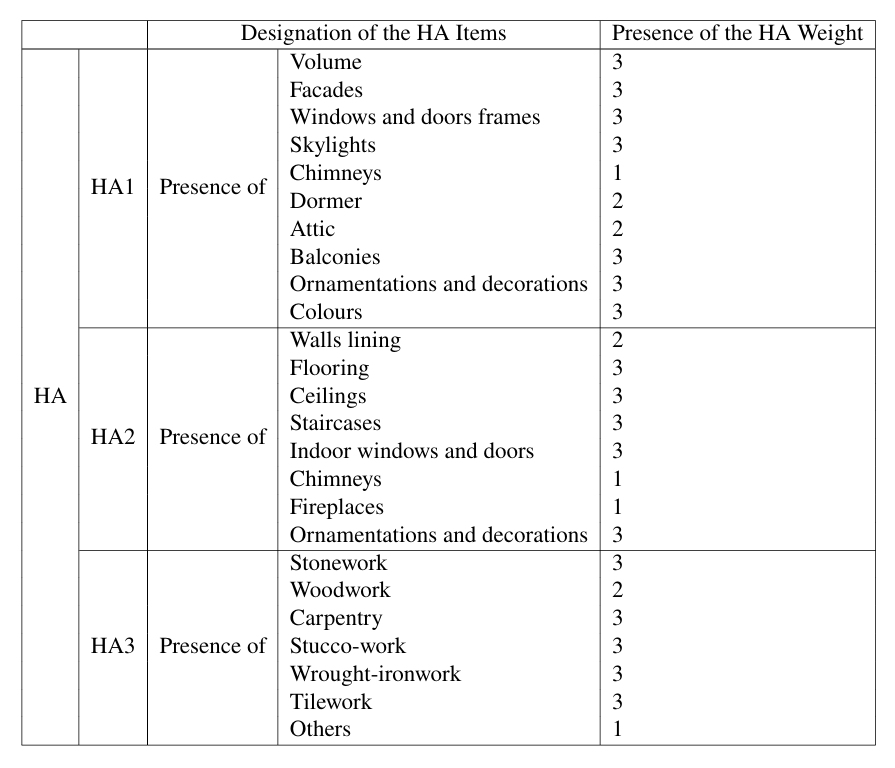 Designation of the HA Items Presence of the HA Weight
Volume 3
Facades 3
Windows and doors frames 3
Skylights 3
Chimneys 1
HA1 Presence of
Dormer 2
Attic 2
Balconies 3
Ornamentations and decorations 3
Colours 3
Walls lining 2
Flooring 3
HA
Ceilings 3
Staircases 3
HA2 Presence of
Indoor windows and doors 3
Chimneys 1
Fireplaces 1
Ornamentations and decorations 3
Stonework 3
Woodwork 2
Carpentry 3
HA3 Presence of Stucco-work 3
Wrought-ironwork 3
Tilework 3
Others 1